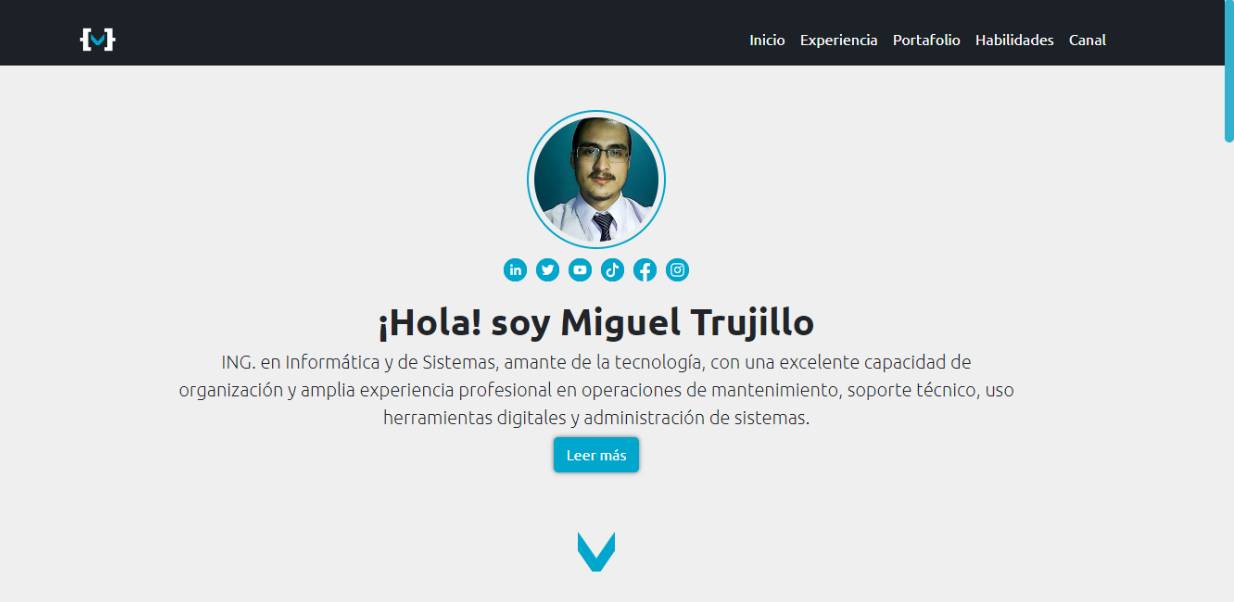 Inicio Experiencia Portafolio Habilidades Canal
¡Hola! soy Miguel Trujillo
ING. en Informática y de Sistemas, amante de la tecnología, con una excelente capacidad de
organización y amplia experiencia profesional en operaciones de mantenimiento, soporte técnico, uso
herramientas digitales y administración de sistemas.
Leer más